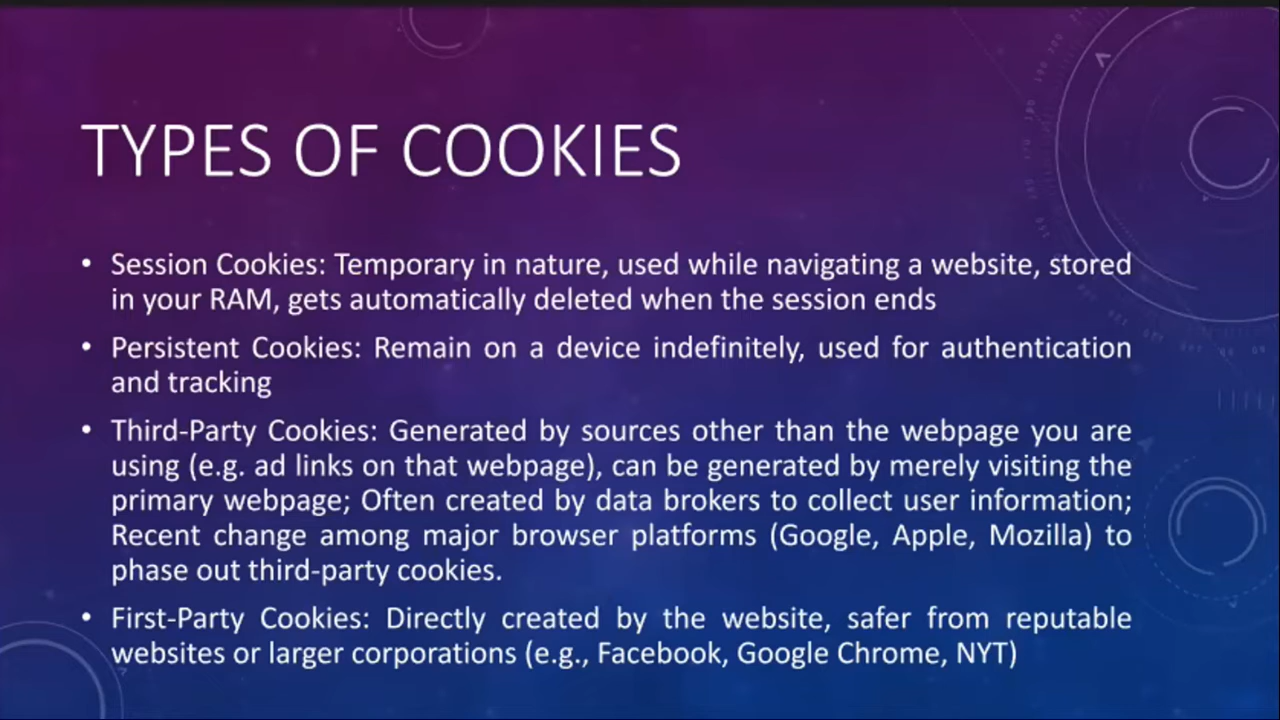 TYPES OF COOKIES
• Session Cookies: Temporary in nature, used while navigating a website, stored
in your RAM, gets automatically deleted when the session ends
• Persistent Cookies: Remain on a device indefinitely, used for authentication
and tracking
• Third-Party Cookies: Generated by sources other than the webpage you are
using (e.g. ad links on that webpage), can be generated by merely visiting the
primary webpage; Often created by data brokers to collect user information;
Recent change among major browser platforms (Google, Apple, Mozilla) to
phase out third-party cookies.
• First-Party Cookies: Directly created by the website, safer from reputable
websites or larger corporations (e.g., Facebook, Google Chrome, NYT)